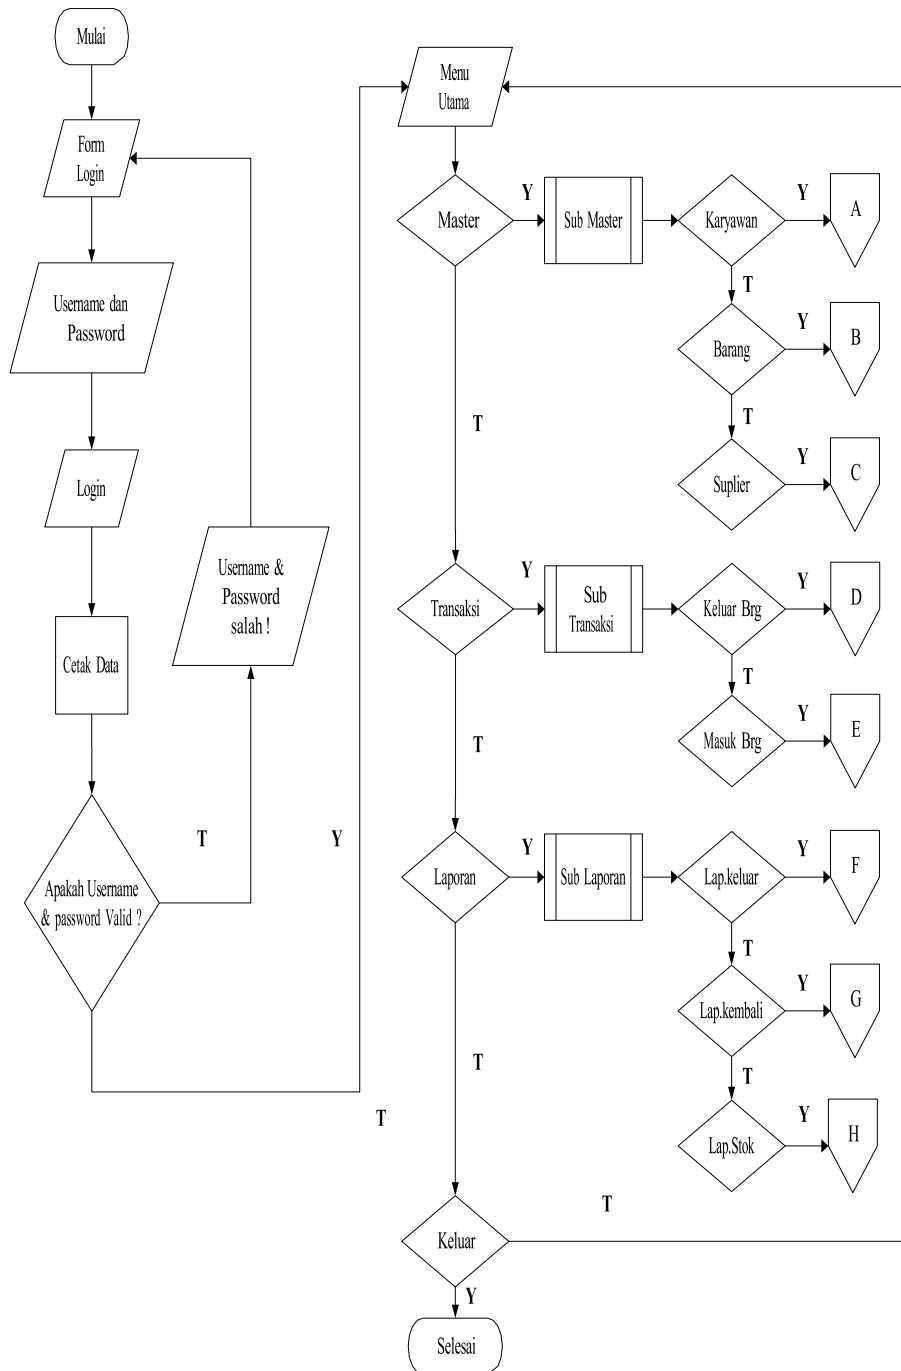 Mulai
Form
Login
Username dan
Password
Login
Cetak Data
Apakah Username
& password Valid ?
T
Username &
Password
salah !
Y
T
Menu
Utama
Master
Y
Sub Master
Karyawan
Y
A
T
Barang
Y
B
T
Suplier
Y
C
T
Transaksi
Y
Sub
Transaksi
Keluar Brg
Y
D
T
Masuk Brg
Y
E
T
Laporan
Y
Sub Laporan
Lap.keluar
Y
F
T
Lap.kembali
Y
G
T
Lap.Stok
Y
H
T
Keluar
T
Y
Selesai